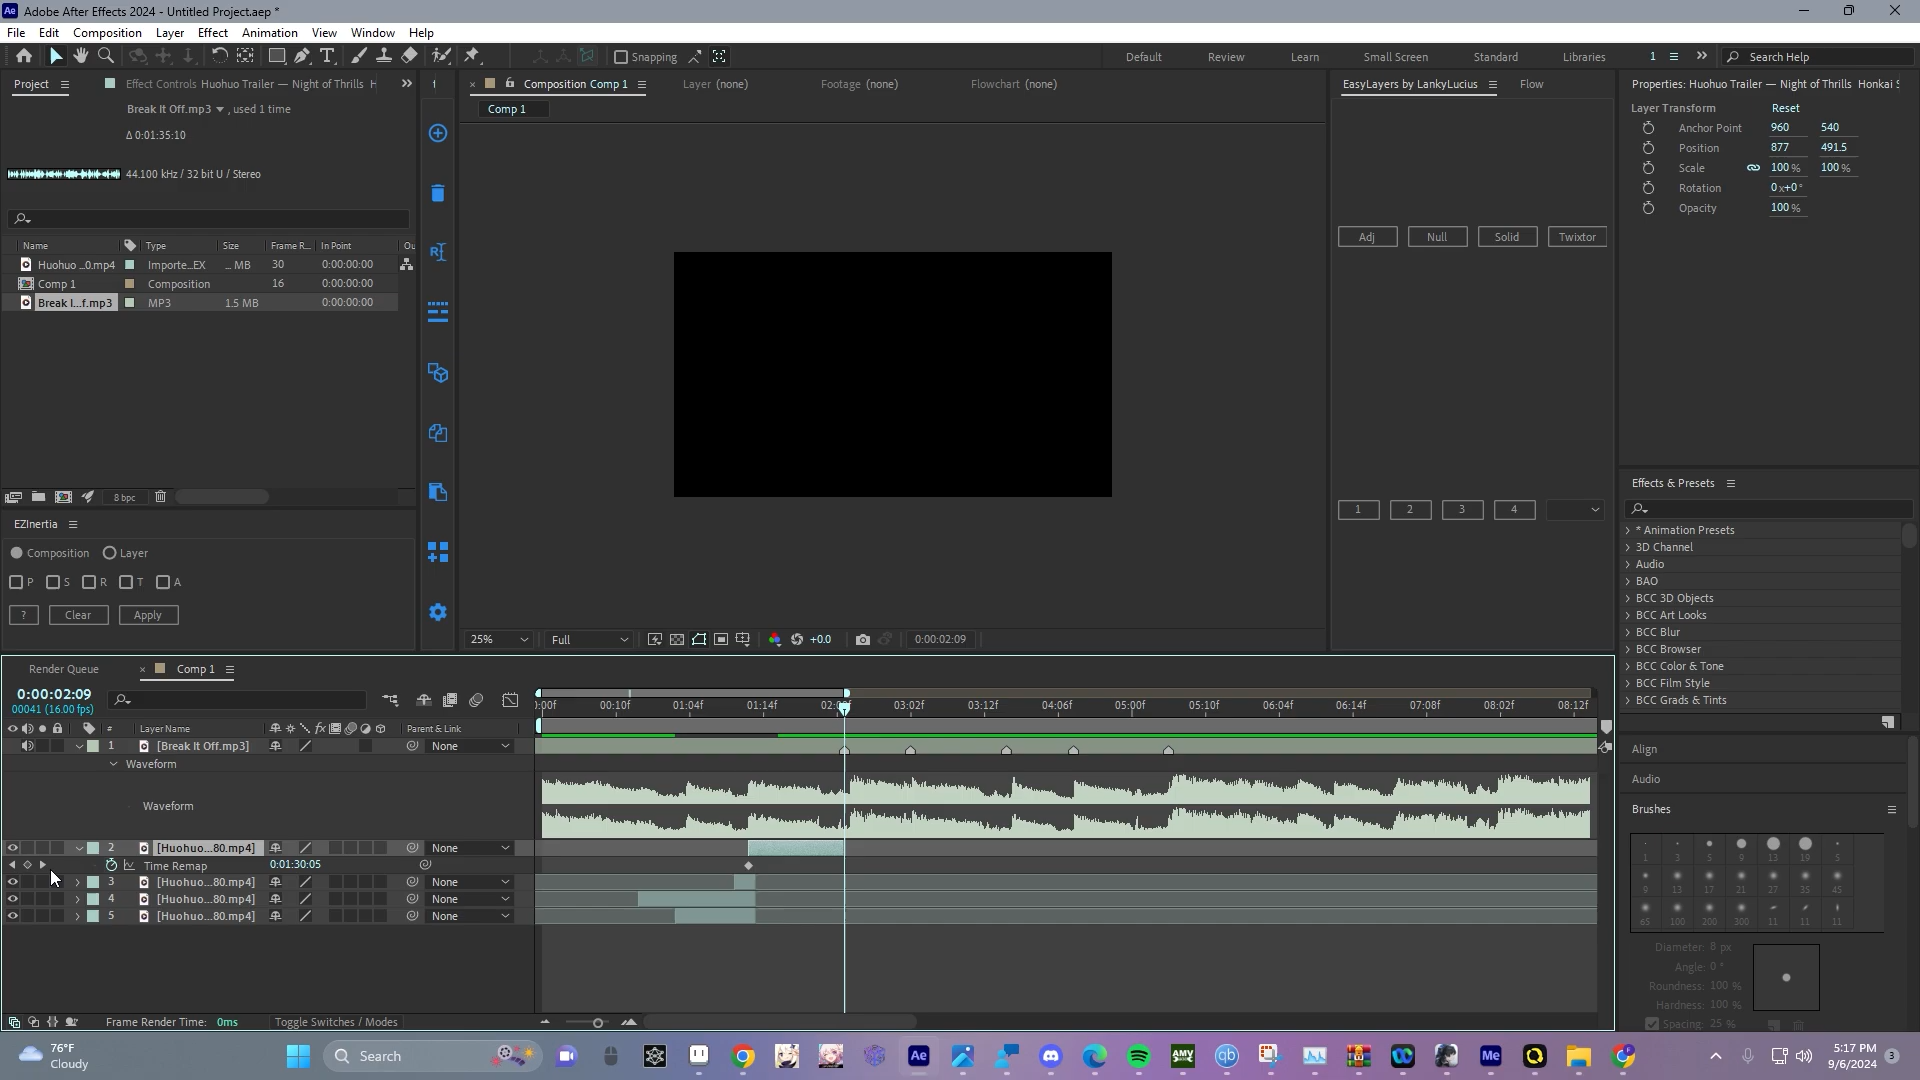 Adobe After Effects 2024 - Untitled Project.aep *
File Edit Composition Layer Effect Animation View Window Help
Snapping
Default Review Learn Small Screen Standard Libraries 1 Search Help
Project Effect Controls Huohuo Trailer — Night of Thrills H
Break It Off.mp3 , used 1 time
Δ 0:01:35:10
44.100 kHz / 32 bit U / Stereo
Name Type Size Frame R... In Point Ou
Huohuo ...0.mp4 Importe...EX ... MB 30 0:00:00:00
Comp 1 Composition 16 0:00:00:00
Break I...f.mp3 MP3 1.5 MB 0:00:00:00
8 bpc
EZInertia
Composition Layer
P S R T A
? Clear Apply
Composition Comp 1 Layer (none) Footage (none) Flowchart (none)
Comp 1
25% Full +0.0 0:00:02:09
EasyLayers by LankyLucius Flow
Adj Null Solid Twixtor
1 2 3 4
Properties: Huohuo Trailer — Night of Thrills Honkai S
Layer Transform Reset
Anchor Point 960 540
Position 877 491.5
Scale 100 % 100 %
Rotation 0x+0°
Opacity 100 %
Effects & Presets
* Animation Presets
3D Channel
Audio
BAO
BCC 3D Objects
BCC Art Looks
BCC Blur
BCC Browser
BCC Color & Tone
BCC Film Style
BCC Grads & Tints
Align
Audio
Brushes
1 3 5 9 13 19 5
9 13 17 21 27 35 45
65 100 200 300 11 11 11
Diameter: 8 px
Angle: 0 °
Roundness: 100 %
Hardness: 100 %
Spacing: 25 %
Render Queue Comp 1
0:00:02:09
00041 (16.00 fps)
00f 00:10f 01:04f 01:14f 02:0 03:02f 03:12f 04:06f 05:00f 05:10f 06:04f 06:14f 07:08f 08:02f 08:12f
# Layer Name fx Parent & Link
1 [Break It Off.mp3] None
Waveform
Waveform
2 [Huohuo...80.mp4] None
Time Remap 0:01:30:05
3 [Huohuo...80.mp4] None
4 [Huohuo...80.mp4] None
5 [Huohuo...80.mp4] None
Frame Render Time: 0ms Toggle Switches / Modes
76°F
Cloudy
Search
Ae
AMV
qb
Me
5:17 PM
9/6/2024
3